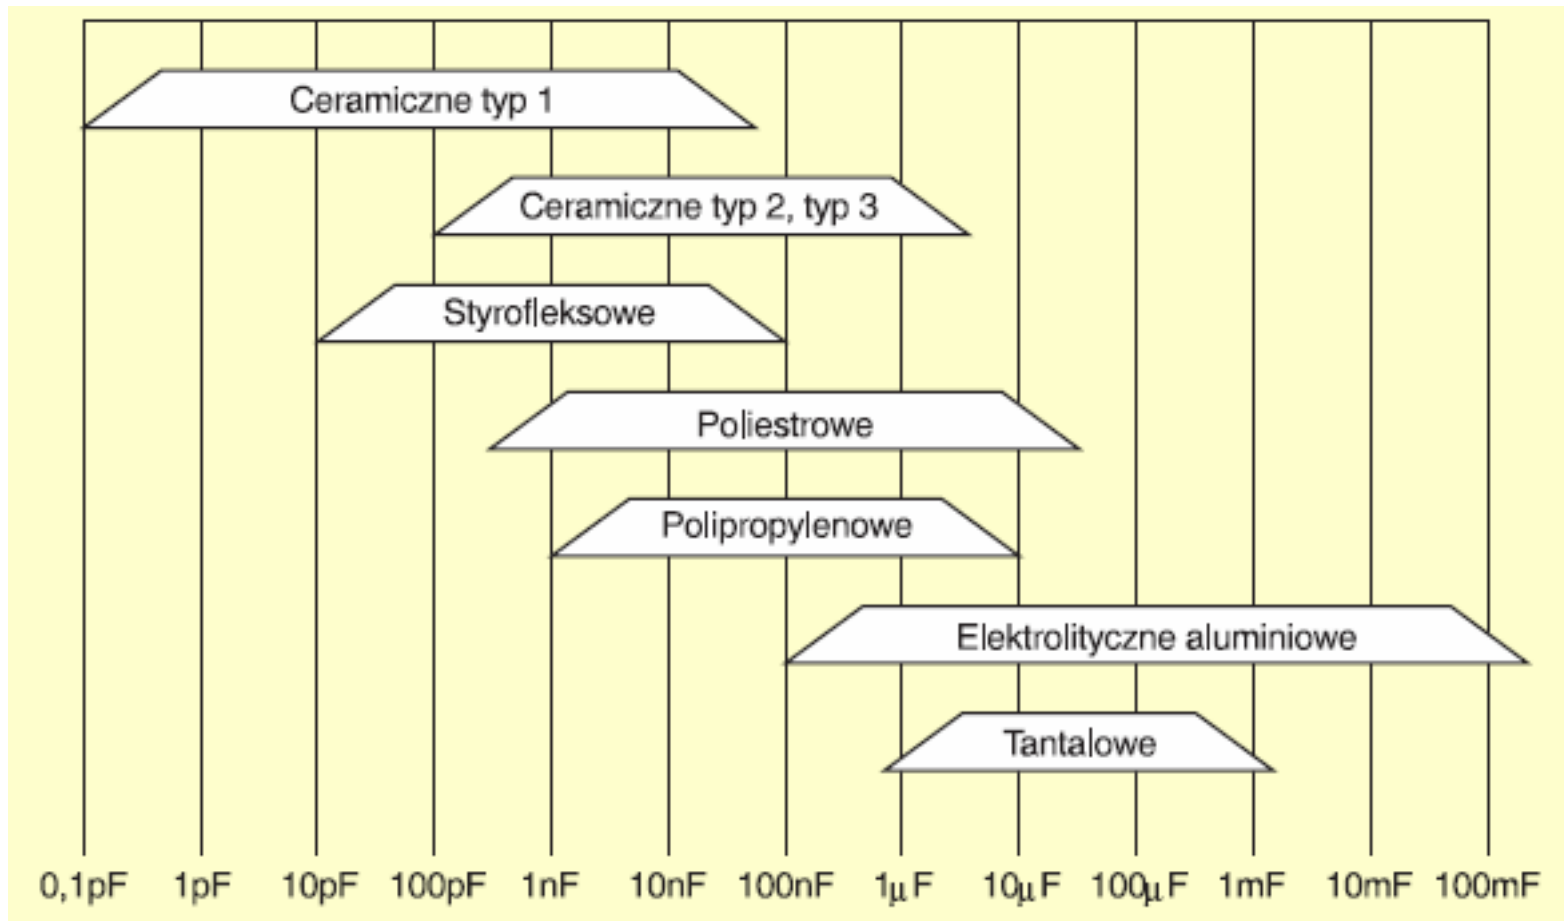 Ceramiczne typ 1
Ceramiczne typ 2, typ 3
Styrofleksowe
Poliestrowe
Polipropylenowe
Elektrolityczne aluminiowe
Tantalowe
0,1pF 1pF 10pF 100pF 1nF 10nF 100nF 1μF 10μF 100μF 1mF 10mF 100mF